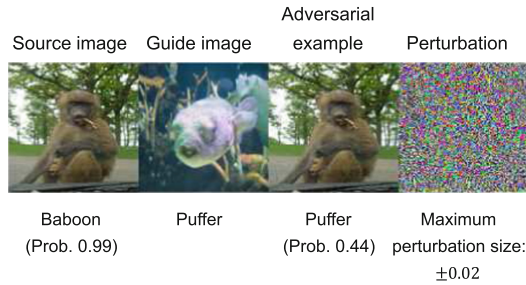 Source image
Guide image
Adversarial
example
Perturbation
Baboon
(Prob. 0.99)
Puffer
Puffer
(Prob. 0.44)
Maximum
perturbation size:
±0.02